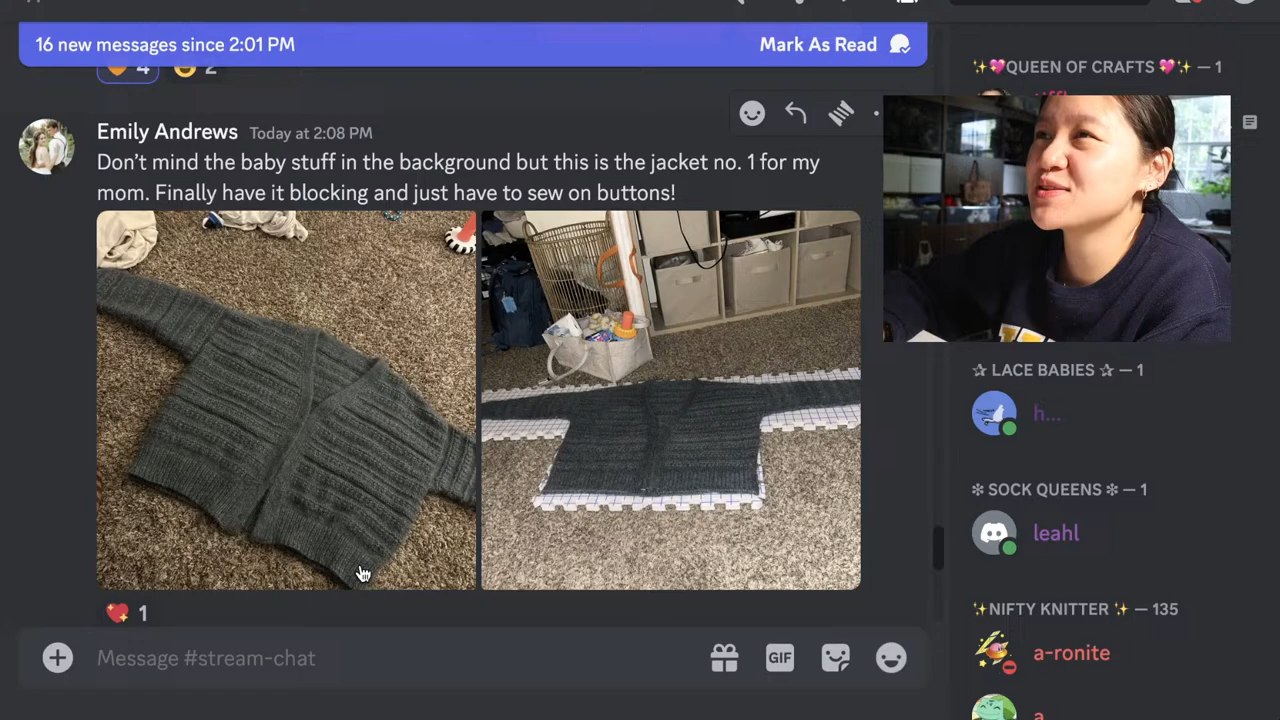 16 new messages since 2:01 PM
Mark As Read
✨💖QUEEN OF CRAFTS 💖✨ — 1
4 2
Emily Andrews Today at 2:08 PM
Don't mind the baby stuff in the background but this is the jacket no. 1 for my
mom. Finally have it blocking and just have to sew on buttons!
✰ LACE BABIES ✰ — 1
h...
❇ SOCK QUEENS ❇ — 1
leahl
✨NIFTY KNITTER ✨ — 135
1
a-ronite
Message #stream-chat
GIF
a